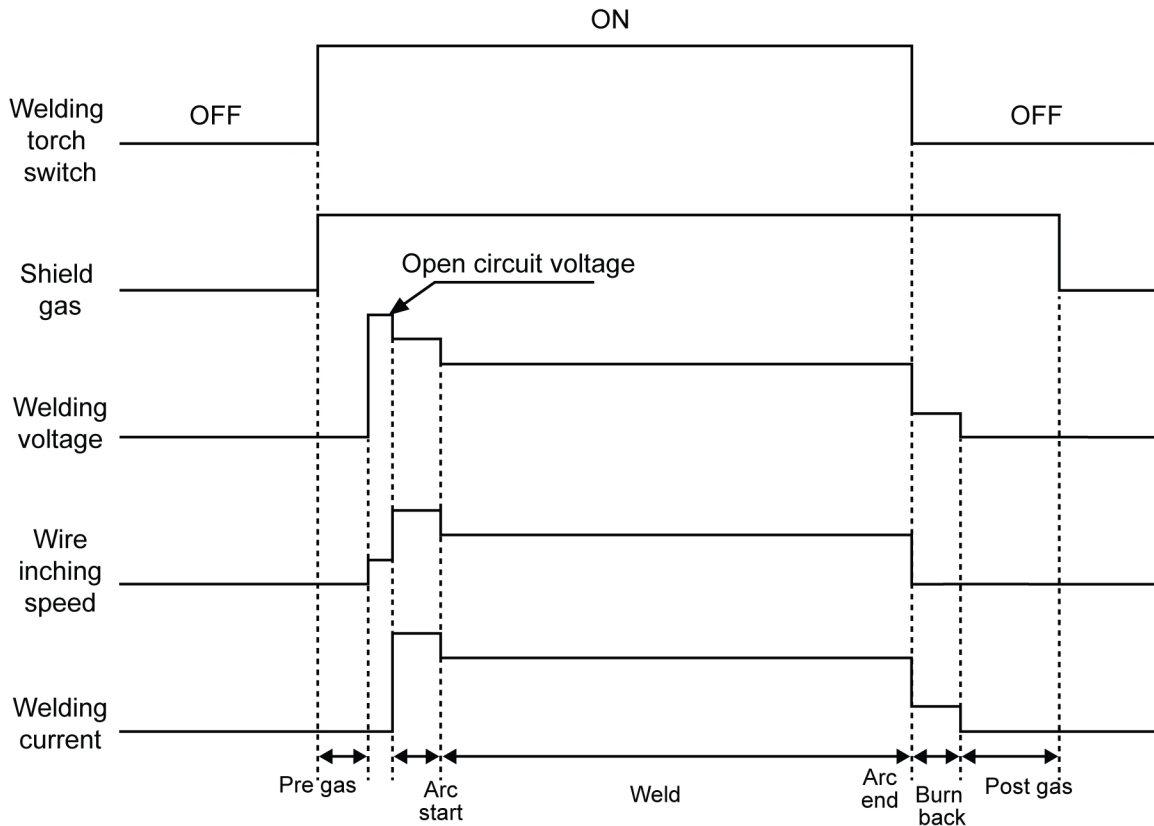 ON
OFF
OFF
Welding
torch
switch
Open circuit voltage
Shield
gas
Welding
voltage
Wire
inching
speed
Welding
current
Pre gas
Arc
start
Weld
Arc
end
Burn
back
Post gas